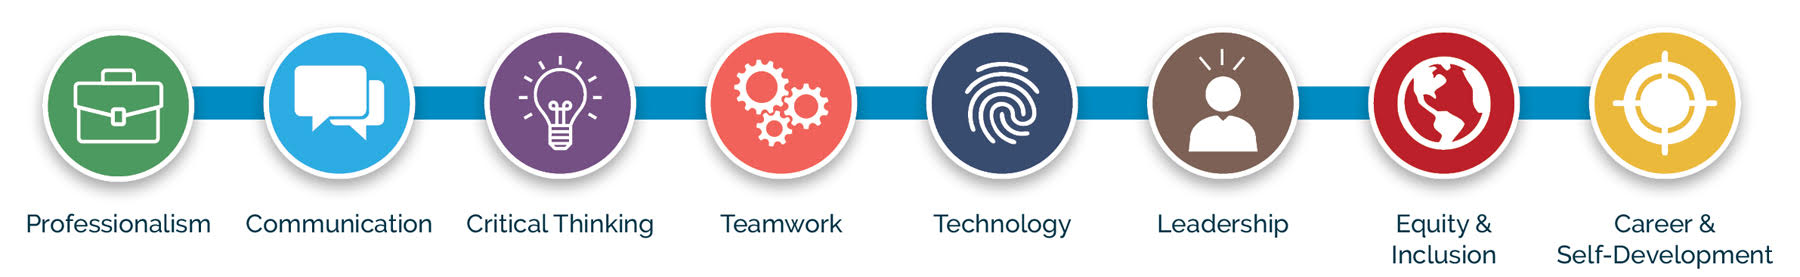 Professionalism
Communication
Critical Thinking
Teamwork
Technology
Leadership
Equity &
Inclusion
Career &
Self-Development